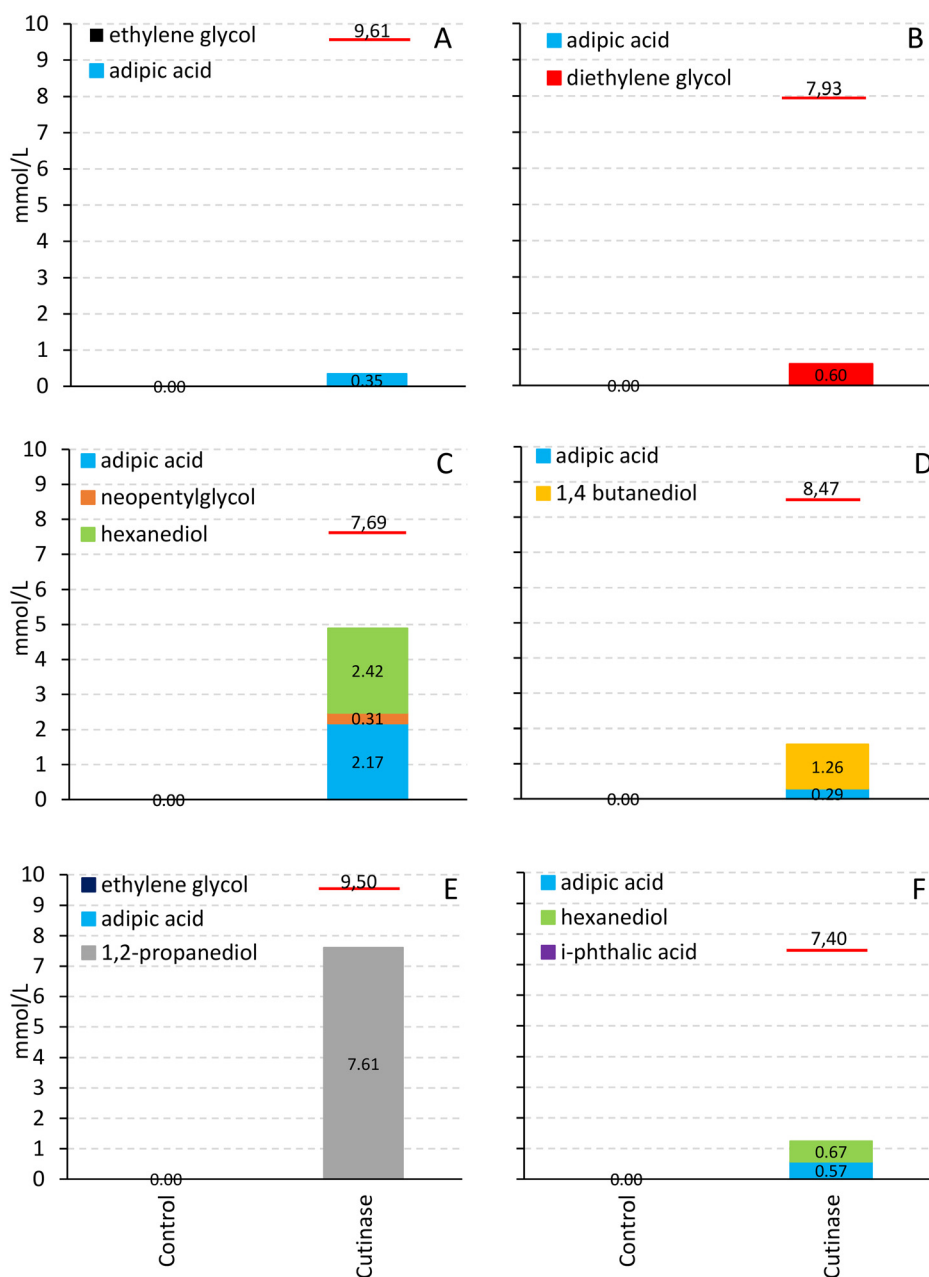 ethylene glycol
adipic acid
9,61
A
10
9
8
7
6
5
4
3
2
1
0
mmol/L
0.00
0.35
adipic acid
diethylene glycol
7,93
B
0.00
0.60
adipic acid
neopentylglycol
hexanediol
7,69
C
10
9
8
7
6
5
4
3
2
1
0
mmol/L
0.00
2.42
0.31
2.17
adipic acid
1,4 butanediol
8,47
D
0.00
1.26
0.29
ethylene glycol
adipic acid
1,2-propanediol
9,50
E
10
9
8
7
6
5
4
3
2
1
0
mmol/L
0.00
7.61
Control
Cutinase
adipic acid
hexanediol
i-phthalic acid
7,40
F
0.00
0.67
0.57
Control
Cutinase